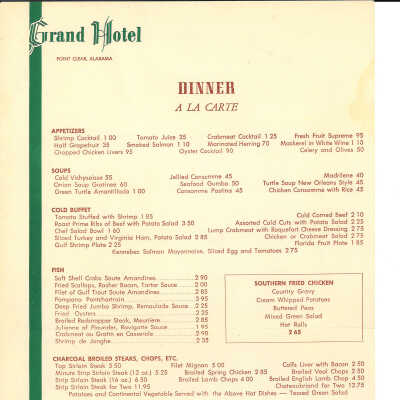 Grand Hotel
POINT CLEAR, ALABAMA
DINNER
A LA CARTE
APPETIZERS
Shrimp Cocktail 1 00 Tomato Juice 25 Crabmeat Cocktail 1 25 Fresh Fruit Supreme 95
Half Grapefruit 35 Smoked Salmon 1 10 Marinated Herring 70 Mackerel in White Wine 1 10
Chopped Chicken Livers 95 Oyster Cocktail 90 Celery and Olives 50
SOUPS
Cold Vichyssoise 35 Jellied Consomme 45 Madrilene 40
Onion Soup Gratinee 60 Seafood Gumbo 50 Turtle Soup New Orleans Style 45
Green Turtle Amontillado 1 00 Consomme Pastina 45 Chicken Consomme with Rice 45
COLD BUFFET
Tomato Stuffed with Shrimp 1 95 Cold Corned Beef 2 10
Roast Prime Ribs of Beef with Potato Salad 3 50 Assorted Cold Cuts with Potato Salad 2 25
Chef Salad Bowl 1 60 Lump Crabmeat with Roquefort Cheese Dressing 2 75
Sliced Turkey and Virginia Ham, Potato Salad 2 85 Chicken or Crabmeat Salad 2 75
Gulf Shrimp Plate 2 25 Florida Fruit Plate 1 85
Kennebec Salmon Mayonnaise, Sliced Egg and Tomatoes 2 75
FISH
Soft Shell Crabs Saute Amandines 2 90
Fried Scallops, Rasher Bacon, Tartar Sauce 2 00
Filet of Gulf Trout Saute Amandines 2 85
Pompano Pontchartrain 3 95
Deep Fried Jumbo Shrimp, Remoulade Sauce 2 25
Fried Oysters 2 25
Broiled Redsnapper Steak, Meuniere 2 85
Julienne of Flounder, Ravigote Sauce 1 95
Crabmeat au Gratin en Casserole 2 90
Shrimp de Jonghe 2 35
SOUTHERN FRIED CHICKEN
Country Gravy
Cream Whipped Potatoes
Buttered Peas
Mixed Green Salad
Hot Rolls
2 65
CHARCOAL BROILED STEAKS, CHOPS, ETC.
Top Sirloin Steak 5 50 Filet Mignon 5 00 Calfs Liver with Bacon 2 50
Minute Strip Sirloin Steak (12 oz.) 4 50 Broiled Spring Chicken 2 85 Broiled Veal Chops 2 50
Strip Sirloin Steak (16 oz.) 6 50 Broiled Lamb Chops 4 00 Broiled English Lamb Chop 4 50
Strip Sirloin Steak for Two 11 95 Chateaubriand for Two 13 75
Potatoes and Continental Vegetable Served with the Above Hot Dishes — Tossed Green Salad